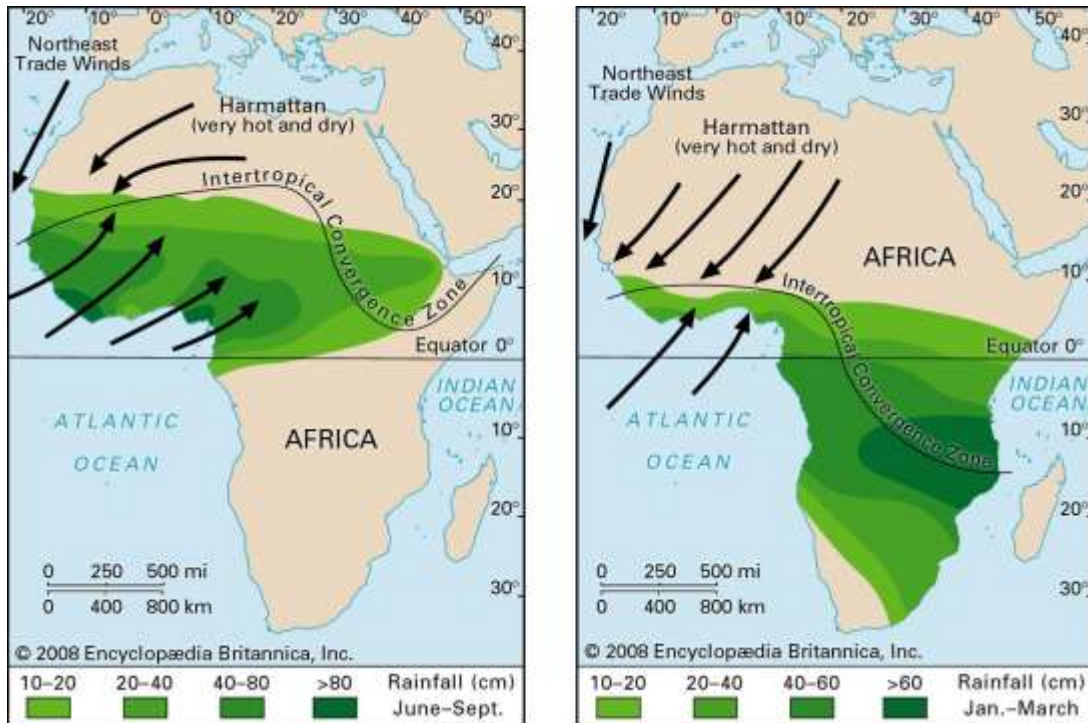 20° 10° 0° 10° 20° 30° 40° 50°
Northeast
Trade Winds
40°
Harmattan
(very hot and dry)
30°
Intertropical Convergence Zone
20°
10°
Equator 0°
INDIAN
OCEAN
ATLANTIC
OCEAN
AFRICA
10°
20°
0 250 500 mi
0 400 800 km
30°
© 2008 Encyclopædia Britannica, Inc.
10–20 20–40 40–80 >80 Rainfall (cm)
June–Sept.
20° 10° 0° 10° 20° 30° 40° 50°
40°
Northeast
Trade Winds
Harmattan
(very hot and dry)
30°
20°
AFRICA
10°
Intertropical Convergence Zone
Equator 0°
INDIAN
OCEAN
ATLANTIC
OCEAN
10°
20°
0 250 500 mi
0 400 800 km
30°
© 2008 Encyclopædia Britannica, Inc.
10–20 20–40 40–60 >60 Rainfall (cm)
Jan.–March